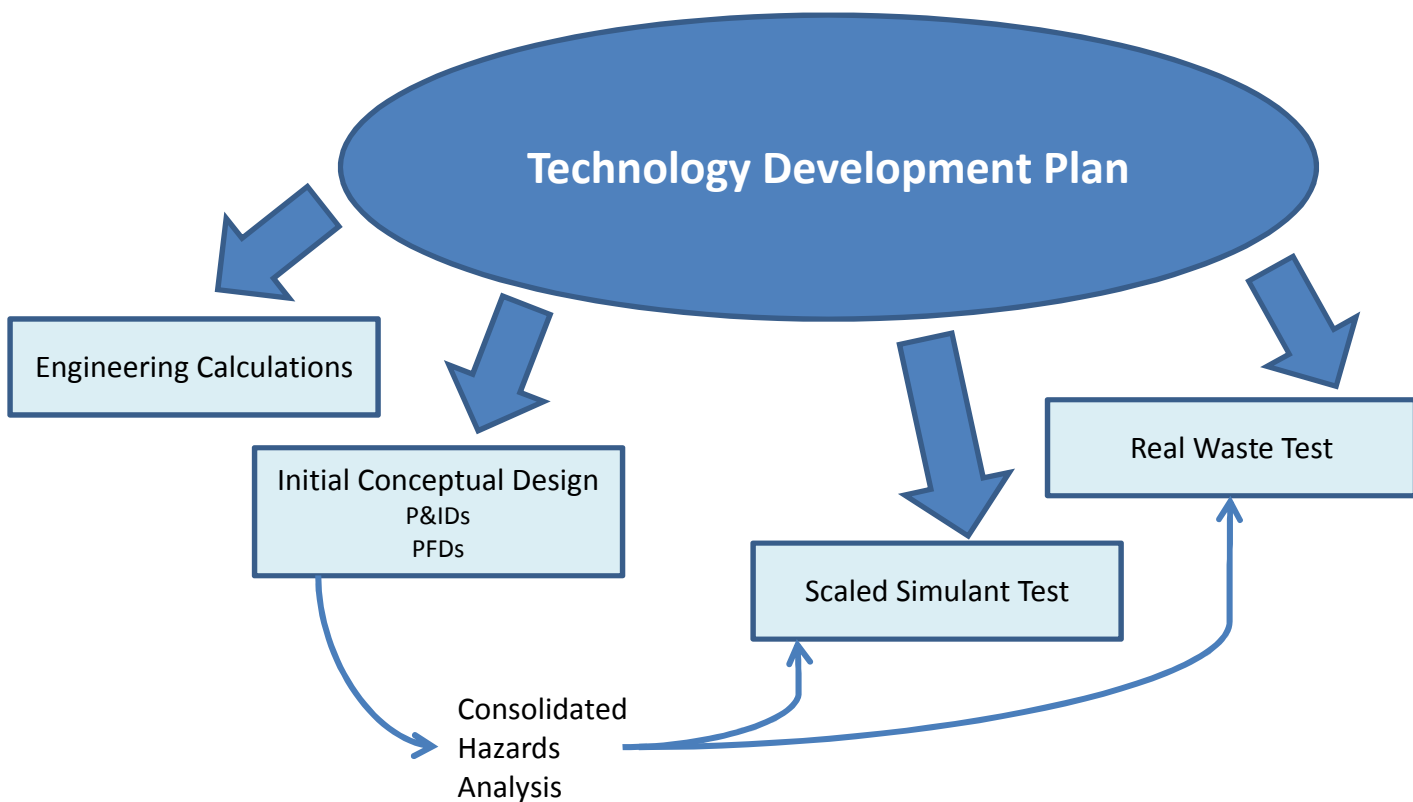 Technology Development Plan
Engineering Calculations
Initial Conceptual Design
P&IDs
PFDs
Real Waste Test
Scaled Simulant Test
Consolidated
Hazards
Analysis